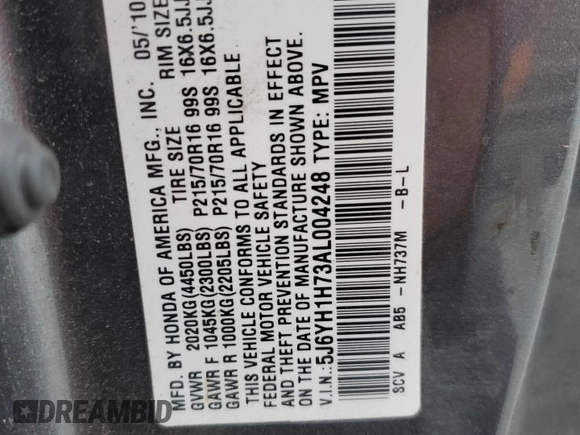 MFD. BY HONDA OF AMERICA MFG., INC. 05/'10
TIRE SIZE RIM SIZE
GVWR 2020KG(4450LBS)
GAWR F 1045KG(2300LBS) P215/70R16 99S 16X6.5JJ
GAWR R 1000KG(2205LBS) P215/70R16 99S 16X6.5JJ
THIS VEHICLE CONFORMS TO ALL APPLICABLE
FEDERAL MOTOR VEHICLE SAFETY
AND THEFT PREVENTION STANDARDS IN EFFECT
ON THE DATE OF MANUFACTURE SHOWN ABOVE.
V.I.N.: 5J6YH1H73AL004248 TYPE: MPV
SCV A AB5 -NH737M -B-L
DREAMBID